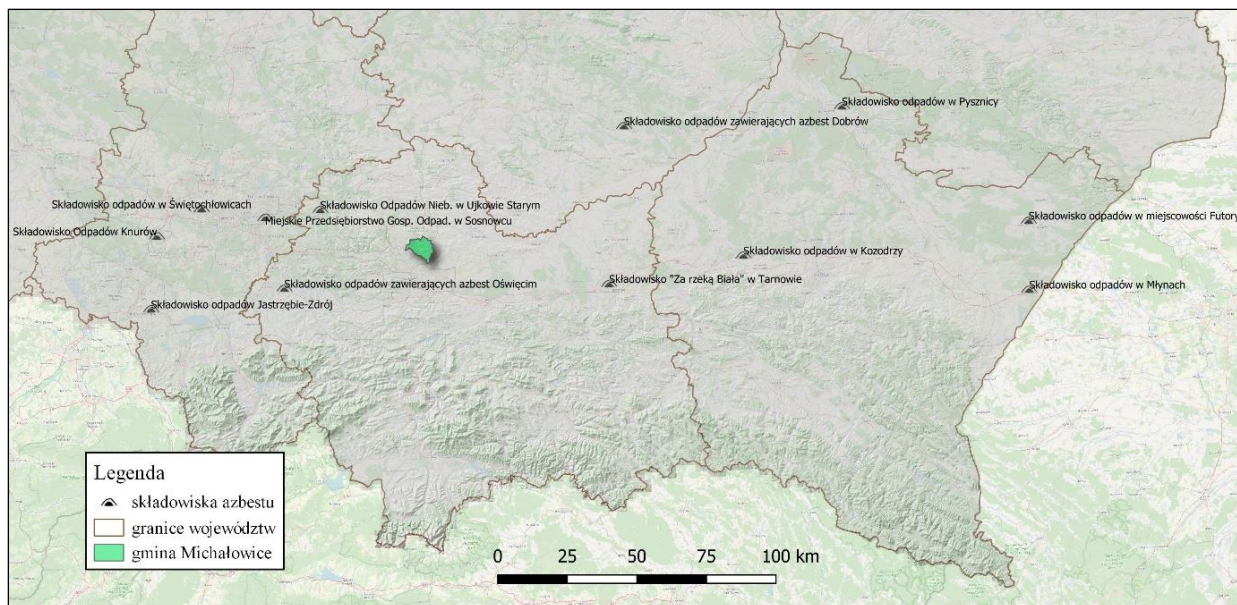 Składowisko odpadów w Pysznicy
Składowisko odpadów zawierających azbest Dobrów
Składowisko odpadów w Świętochłowicach
Składowisko Odpadów Nieb. w Ujkowie Starym
Miejskie Przedsiębiorstwo Gosp. Odpad. w Sosnowcu
Składowisko odpadów w miejscowości Futory
Składowisko Odpadów Knurów
Składowisko odpadów w Kozodrzy
Składowisko odpadów zawierających azbest Oświęcim
Składowisko "Za rzeką Biała" w Tarnowie
Składowisko odpadów w Młynach
Składowisko odpadów Jastrzębie-Zdrój
Legenda
składowiska azbestu
granice województw
gmina Michałowice
0 25 50 75 100 km